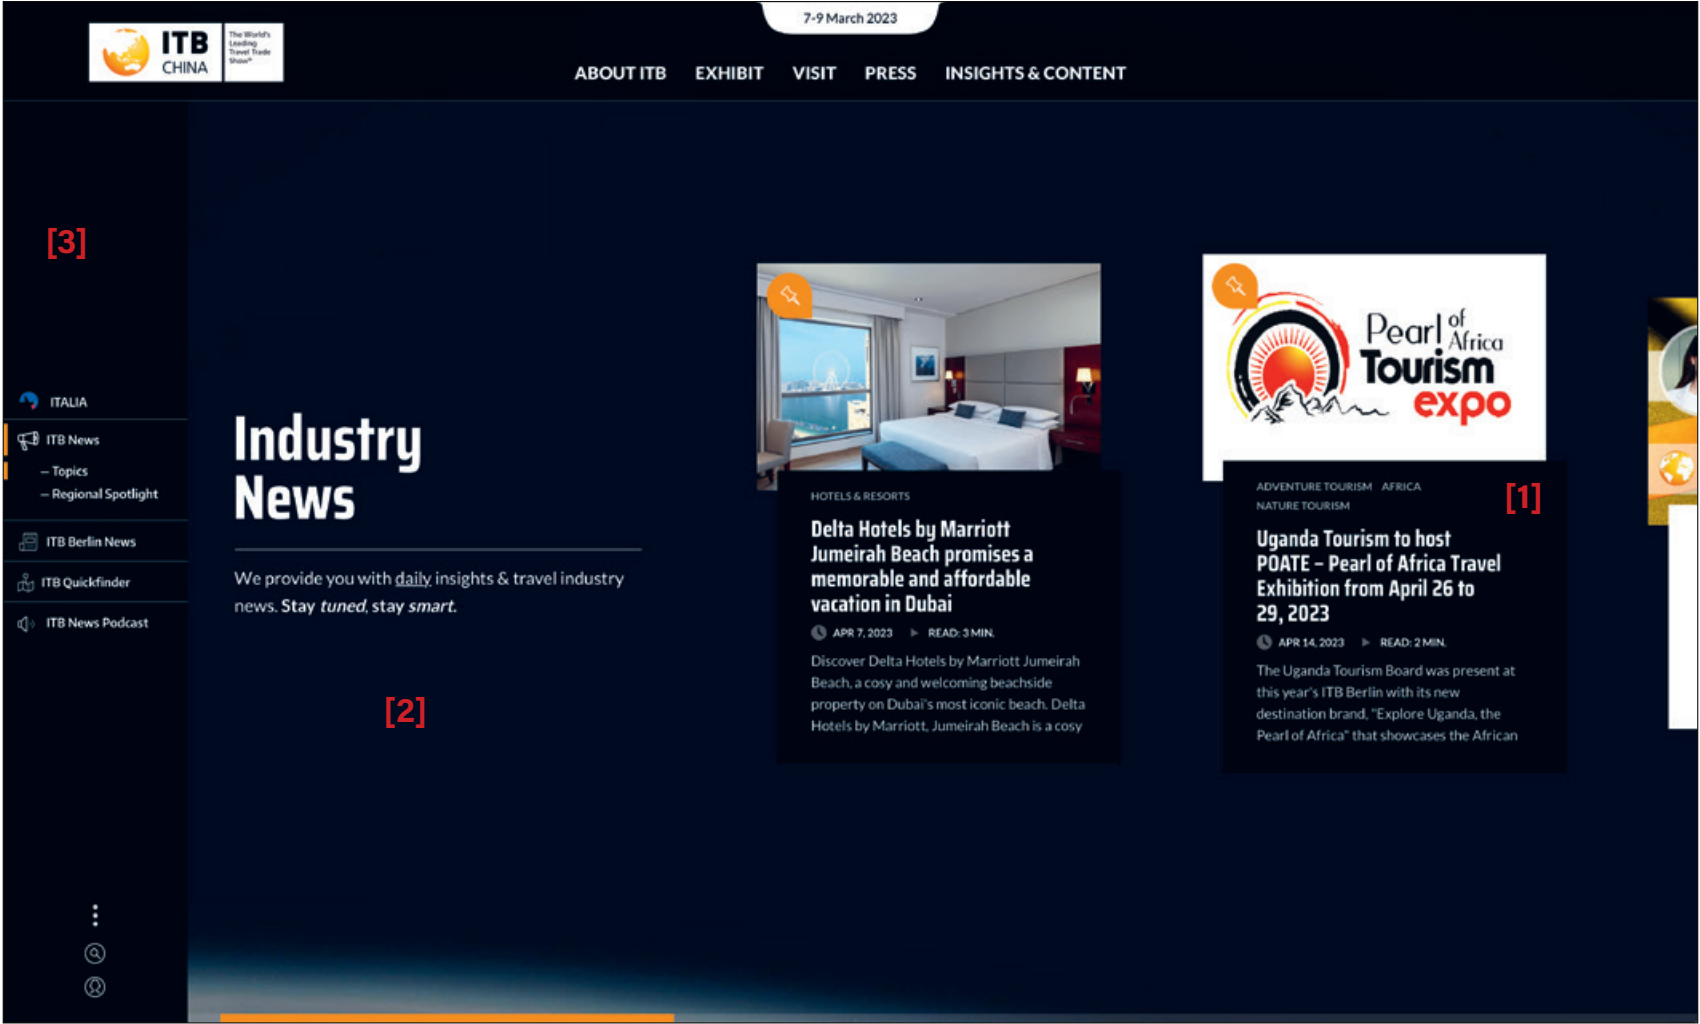 7-9 March 2023
ITB
CHINA
The World's
Leading
Travel Trade
Show®
ABOUT ITB EXHIBIT VISIT PRESS INSIGHTS & CONTENT
[3]
ITALIA
ITB News
– Topics
– Regional Spotlight
ITB Berlin News
ITB Quickfinder
ITB News Podcast
Industry
News
We provide you with daily insights & travel industry
news. Stay tuned, stay smart.
[2]
HOTELS & RESORTS
Delta Hotels by Marriott
Jumeirah Beach promises a
memorable and affordable
vacation in Dubai
APR 7, 2023 READ: 3 MIN.
Discover Delta Hotels by Marriott Jumeirah
Beach, a cosy and welcoming beachside
property on Dubai's most iconic beach. Delta
Hotels by Marriott, Jumeirah Beach is a cosy
Pearl of Africa
Tourism
expo
ADVENTURE TOURISM AFRICA
NATURE TOURISM
[1]
Uganda Tourism to host
POATE – Pearl of Africa Travel
Exhibition from April 26 to
29, 2023
APR 14, 2023 READ: 2 MIN.
The Uganda Tourism Board was present at
this year's ITB Berlin with its new
destination brand, "Explore Uganda, the
Pearl of Africa" that showcases the African